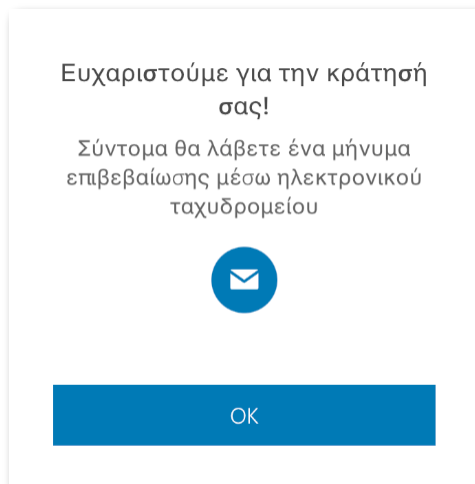 Ευχαριστούμε για την κράτησή
σας!
Σύντομα θα λάβετε ένα μήνυμα
επιβεβαίωσης μέσω ηλεκτρονικού
ταχυδρομείου
OK